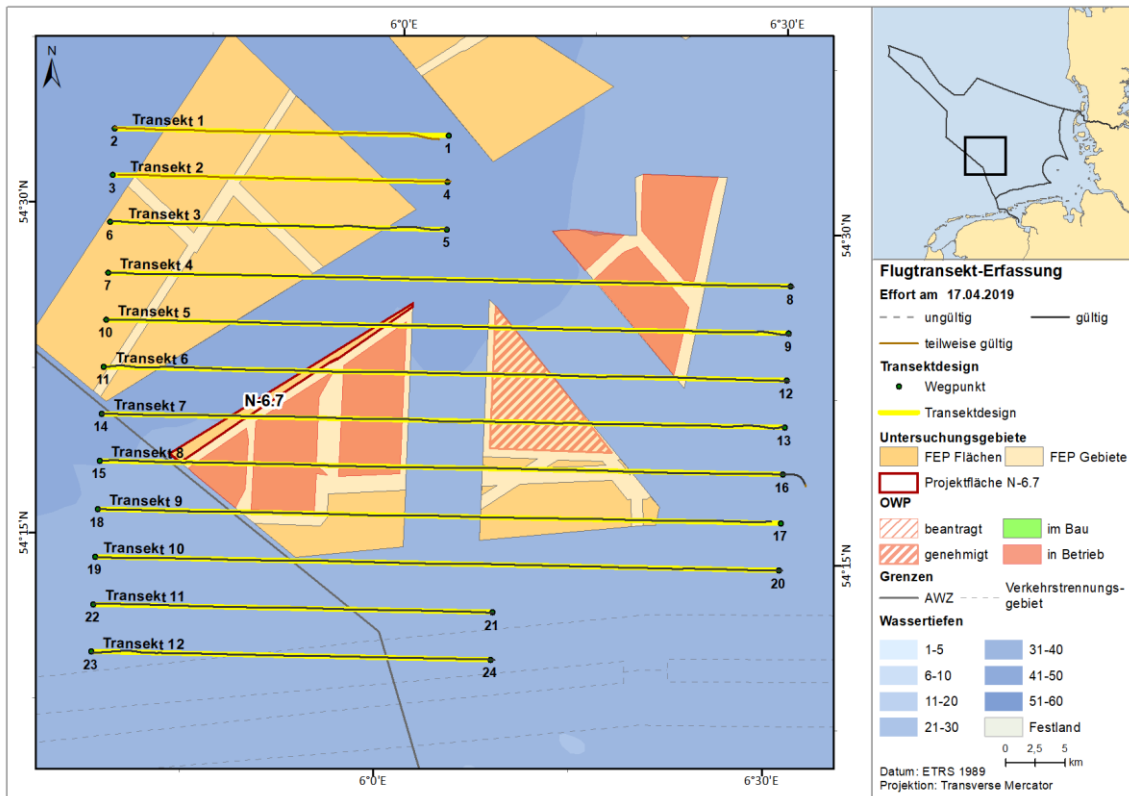 6°0'E
6°30'E
N
54°30'N
54°15'N
54°30'N
54°15'N
6°0'E
6°30'E
Transekt 1
2
1
Transekt 2
3
4
Transekt 3
6
5
Transekt 4
7
8
Transekt 5
10
9
Transekt 6
11
12
N-6.7
Transekt 7
14
13
Transekt 8
15
16
Transekt 9
18
17
Transekt 10
19
20
Transekt 11
22
21
Transekt 12
23
24
Flugtransekt-Erfassung
Effort am 17.04.2019
ungültig
gültig
teilweise gültig
Transektdesign
Wegpunkt
Transektdesign
Untersuchungsgebiete
FEP Flächen
FEP Gebiete
Projektfläche N-6.7
OWP
beantragt
im Bau
genehmigt
in Betrieb
Grenzen
AWZ
Verkehrstrennungs-
gebiet
Wassertiefen
1-5
31-40
6-10
41-50
11-20
51-60
21-30
Festland
0 2,5 5
km
Datum: ETRS 1989
Projektion: Transverse Mercator